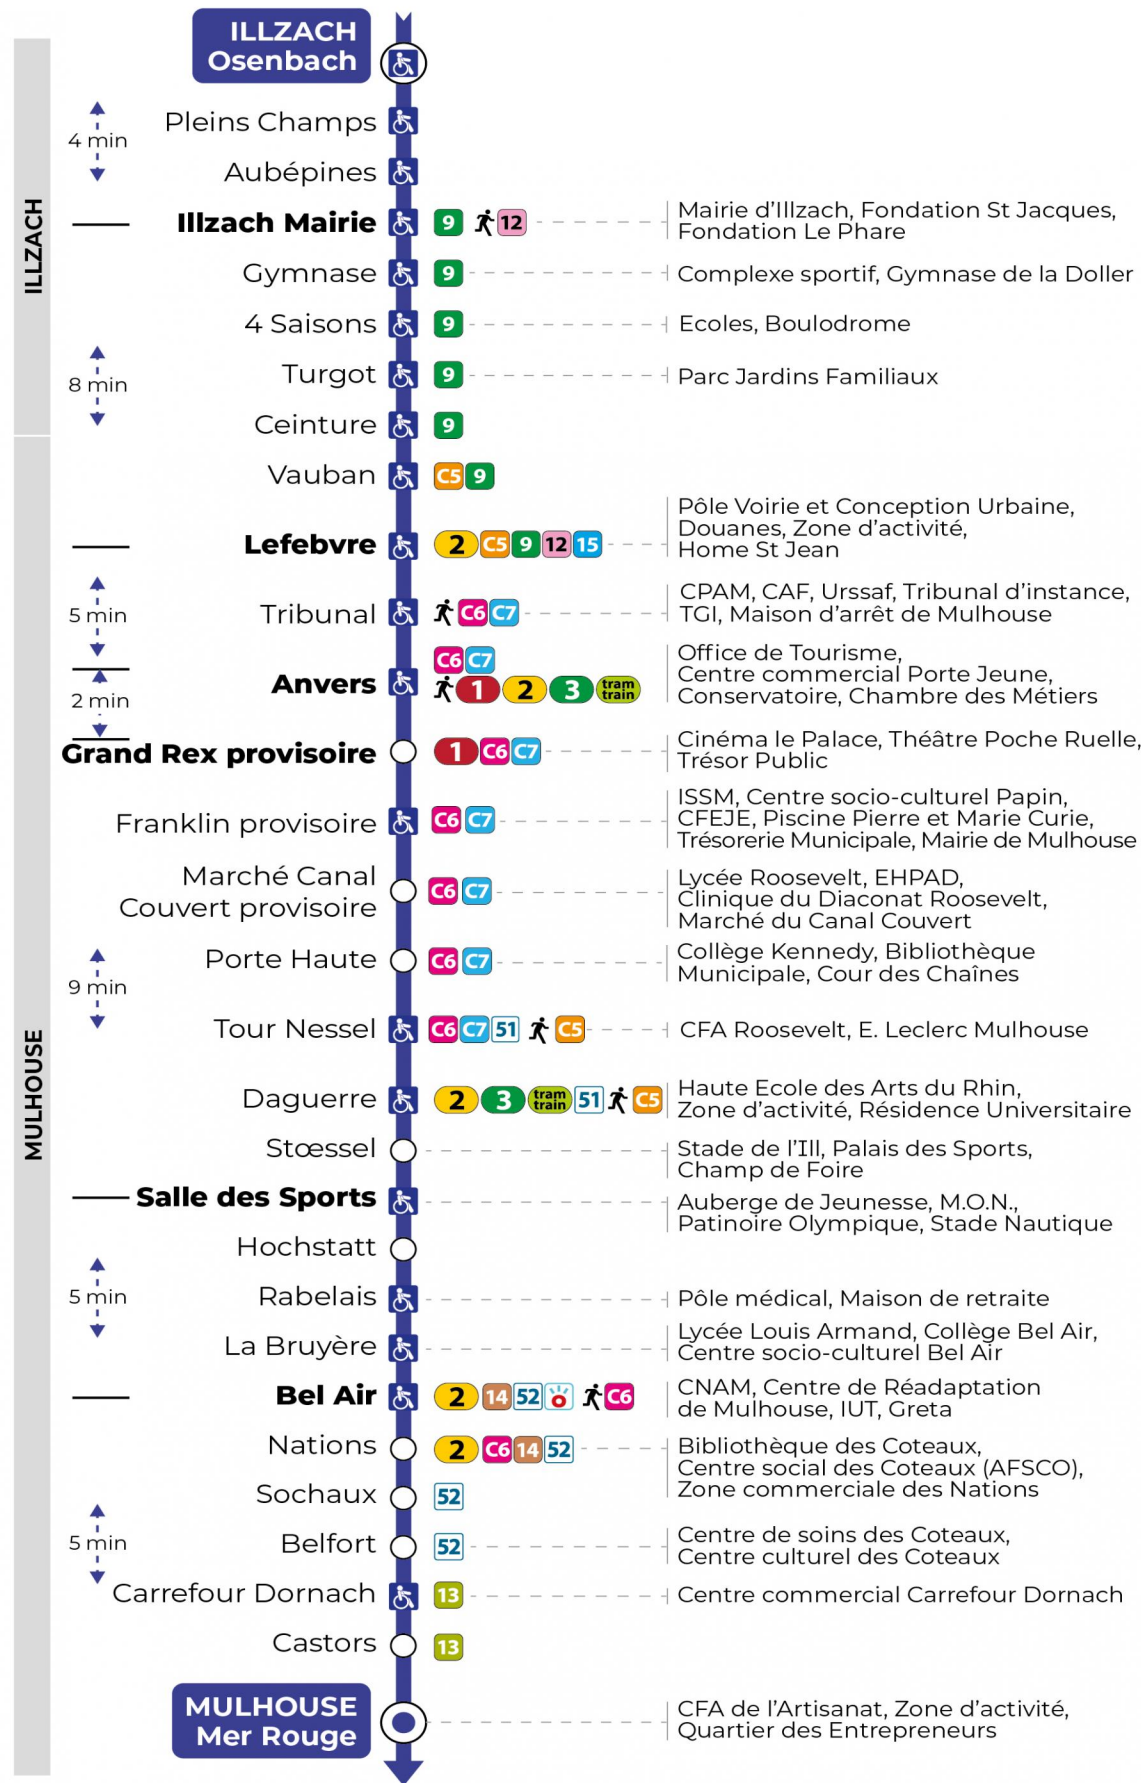 ILLZACH
Osenbach
Pleins Champs
4 min
Aubépines
ILLZACH
Illzach Mairie 9 12
Mairie d’Illzach, Fondation St Jacques,
Fondation Le Phare
Gymnase 9 Complexe sportif, Gymnase de la Doller
4 Saisons 9 Ecoles, Boulodrome
8 min
Turgot 9 Parc Jardins Familiaux
Ceinture 9
Vauban C5 9
Lefebvre 2 C5 9 12 15
Pôle Voirie et Conception Urbaine,
Douanes, Zone d’activité,
Home St Jean
5 min
Tribunal C6 C7
CPAM, CAF, Urssaf, Tribunal d’instance,
TGI, Maison d’arrêt de Mulhouse
Anvers
C6 C7
1 2 3 tram
train
Office de Tourisme,
Centre commercial Porte Jeune,
Conservatoire, Chambre des Métiers
2 min
Grand Rex provisoire 1 C6 C7
Cinéma le Palace, Théâtre Poche Ruelle,
Trésor Public
Franklin provisoire C6 C7
ISSM, Centre socio-culturel Papin,
CFEJE, Piscine Pierre et Marie Curie,
Trésorerie Municipale, Mairie de Mulhouse
Marché Canal
Couvert provisoire C6 C7
Lycée Roosevelt, EHPAD,
Clinique du Diaconat Roosevelt,
Marché du Canal Couvert
Porte Haute C6 C7
Collège Kennedy, Bibliothèque
Municipale, Cour des Chaînes
9 min
MULHOUSE
Tour Nessel C6 C7 51 C5 CFA Roosevelt, E. Leclerc Mulhouse
Daguerre 2 3 tram
train 51 C5
Haute Ecole des Arts du Rhin,
Zone d’activité, Résidence Universitaire
Stœssel
Stade de l’Ill, Palais des Sports,
Champ de Foire
Salle des Sports
Auberge de Jeunesse, M.O.N.,
Patinoire Olympique, Stade Nautique
Hochstatt
5 min
Rabelais Pôle médical, Maison de retraite
La Bruyère
Lycée Louis Armand, Collège Bel Air,
Centre socio-culturel Bel Air
Bel Air 2 14 52 C6
CNAM, Centre de Réadaptation
de Mulhouse, IUT, Greta
Nations 2 C6 14 52
Bibliothèque des Coteaux,
Centre social des Coteaux (AFSCO),
Zone commerciale des Nations
Sochaux 52
5 min
Belfort 52
Centre de soins des Coteaux,
Centre culturel des Coteaux
Carrefour Dornach 13 Centre commercial Carrefour Dornach
Castors 13
MULHOUSE
Mer Rouge
CFA de l’Artisanat, Zone d’activité,
Quartier des Entrepreneurs